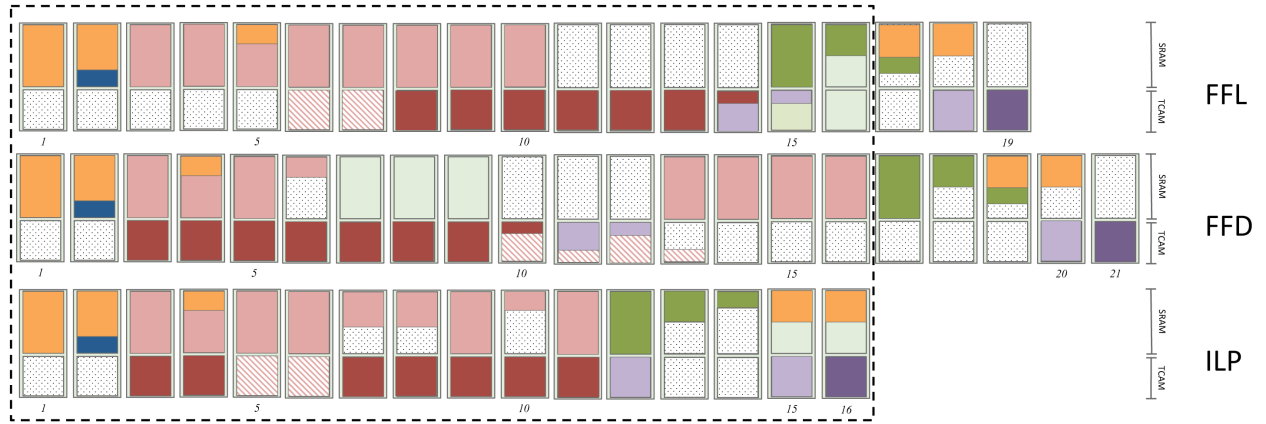 SRAM
FFL
TCAM
1 5 10 15 19
SRAM
FFD
TCAM
1 5 10 15 20 21
SRAM
ILP
TCAM
1 5 10 15 16